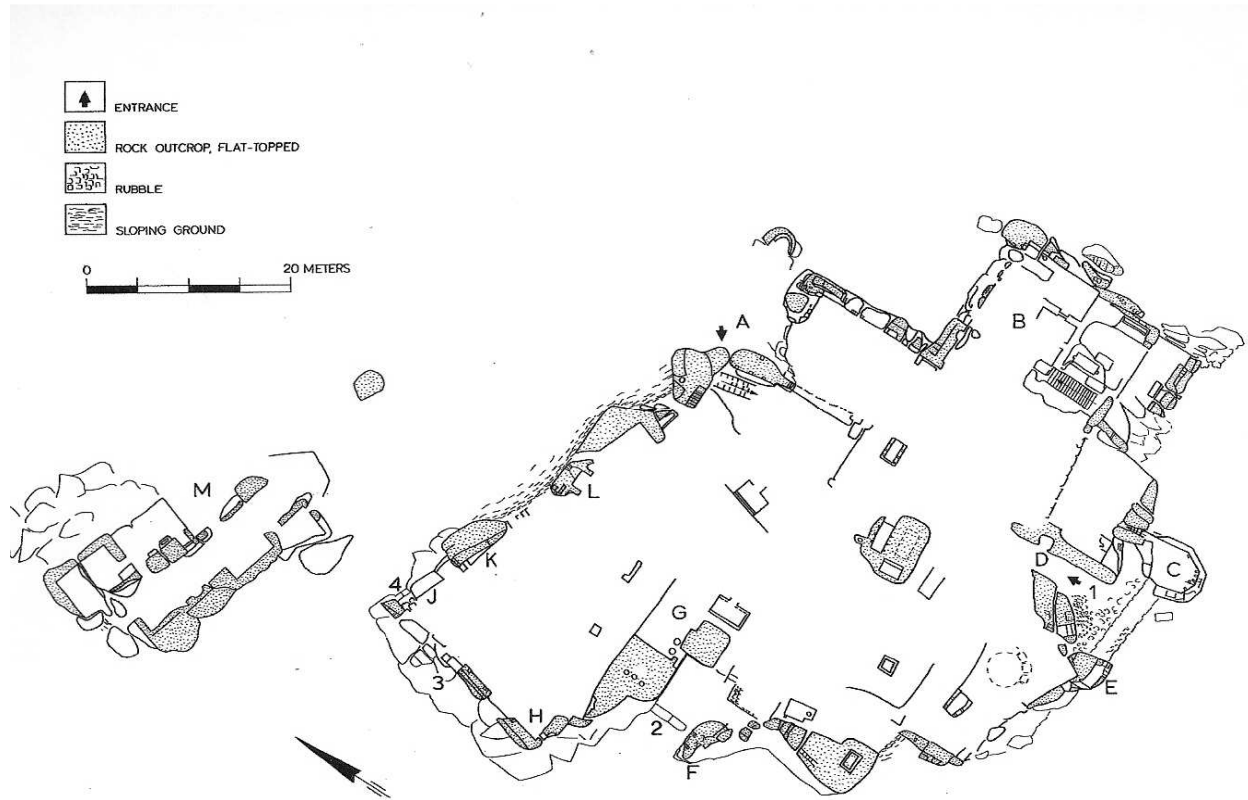 ENTRANCE
ROCK OUTCROP, FLAT-TOPPED
RUBBLE
SLOPING GROUND
0 20 METERS
A
B
M
L
K
D
1
C
4
J
G
3
E
H
2
F